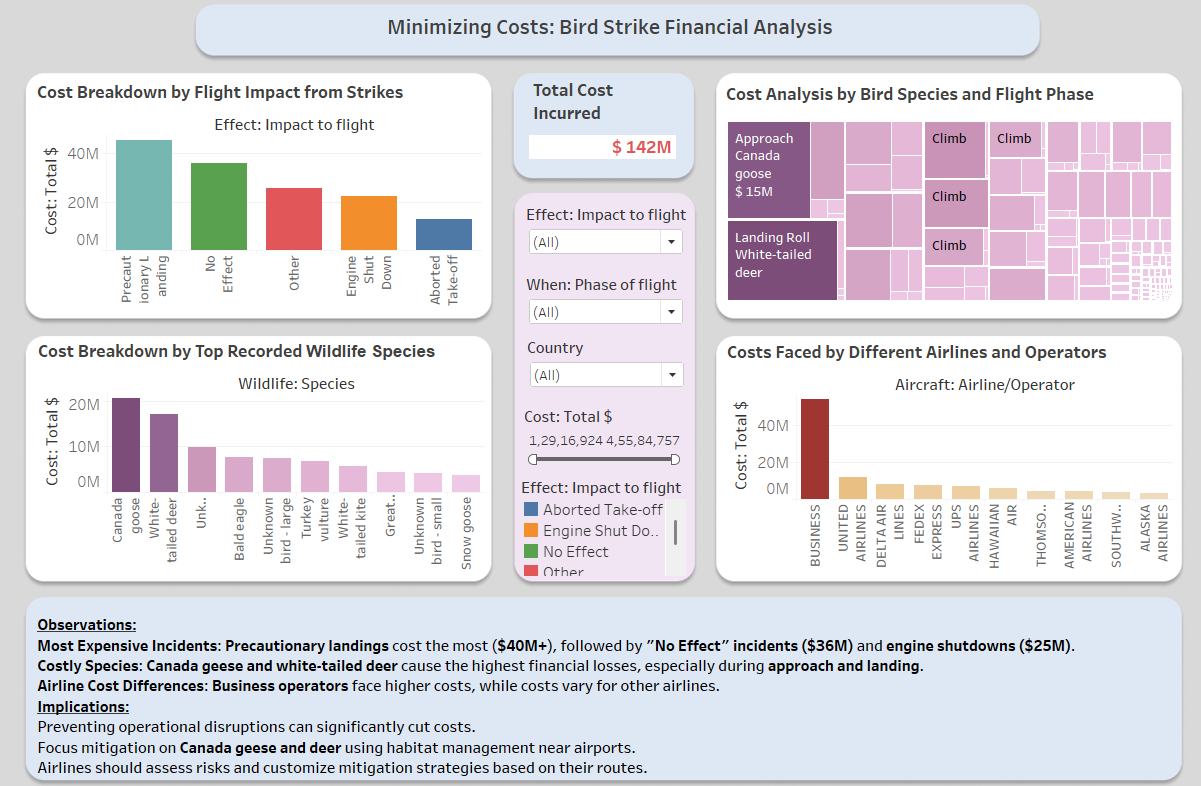 Minimizing Costs: Bird Strike Financial Analysis
Cost Breakdown by Flight Impact from Strikes
Effect: Impact to flight
Cost: Total $
40M
20M
0M
Precaut
ionary L
anding
No
Effect
Other
Engine
Shut
Down
Aborted
Take-off
Total Cost
Incurred
$ 142M
Cost Analysis by Bird Species and Flight Phase
Approach
Canada
goose
$ 15M
Landing Roll
White-tailed
deer
Climb
Climb
Climb
Climb
Effect: Impact to flight
(All)
When: Phase of flight
(All)
Country
(All)
Cost: Total $
1,29,16,924 4,55,84,757
Effect: Impact to flight
Aborted Take-off
Engine Shut Do..
No Effect
Other
Cost Breakdown by Top Recorded Wildlife Species
Wildlife: Species
Cost: Total $
20M
10M
0M
Canada
goose
White-
tailed deer
Unk..
Bald eagle
Unknown
bird - large
Turkey
vulture
White-
tailed kite
Great..
Unknown
bird - small
Snow goose
Costs Faced by Different Airlines and Operators
Aircraft: Airline/Operator
Cost: Total $
40M
20M
0M
BUSINESS
UNITED
AIRLINES
DELTA AIR
LINES
FEDEX
EXPRESS
UPS
AIRLINES
HAWAIIAN
AIR
THOMSO..
AMERICAN
AIRLINES
SOUTHW..
ALASKA
AIRLINES
Observations:
Most Expensive Incidents: Precautionary landings cost the most ($40M+), followed by "No Effect" incidents ($36M) and engine shutdowns ($25M).
Costly Species: Canada geese and white-tailed deer cause the highest financial losses, especially during approach and landing.
Airline Cost Differences: Business operators face higher costs, while costs vary for other airlines.
Implications:
Preventing operational disruptions can significantly cut costs.
Focus mitigation on Canada geese and deer using habitat management near airports.
Airlines should assess risks and customize mitigation strategies based on their routes.